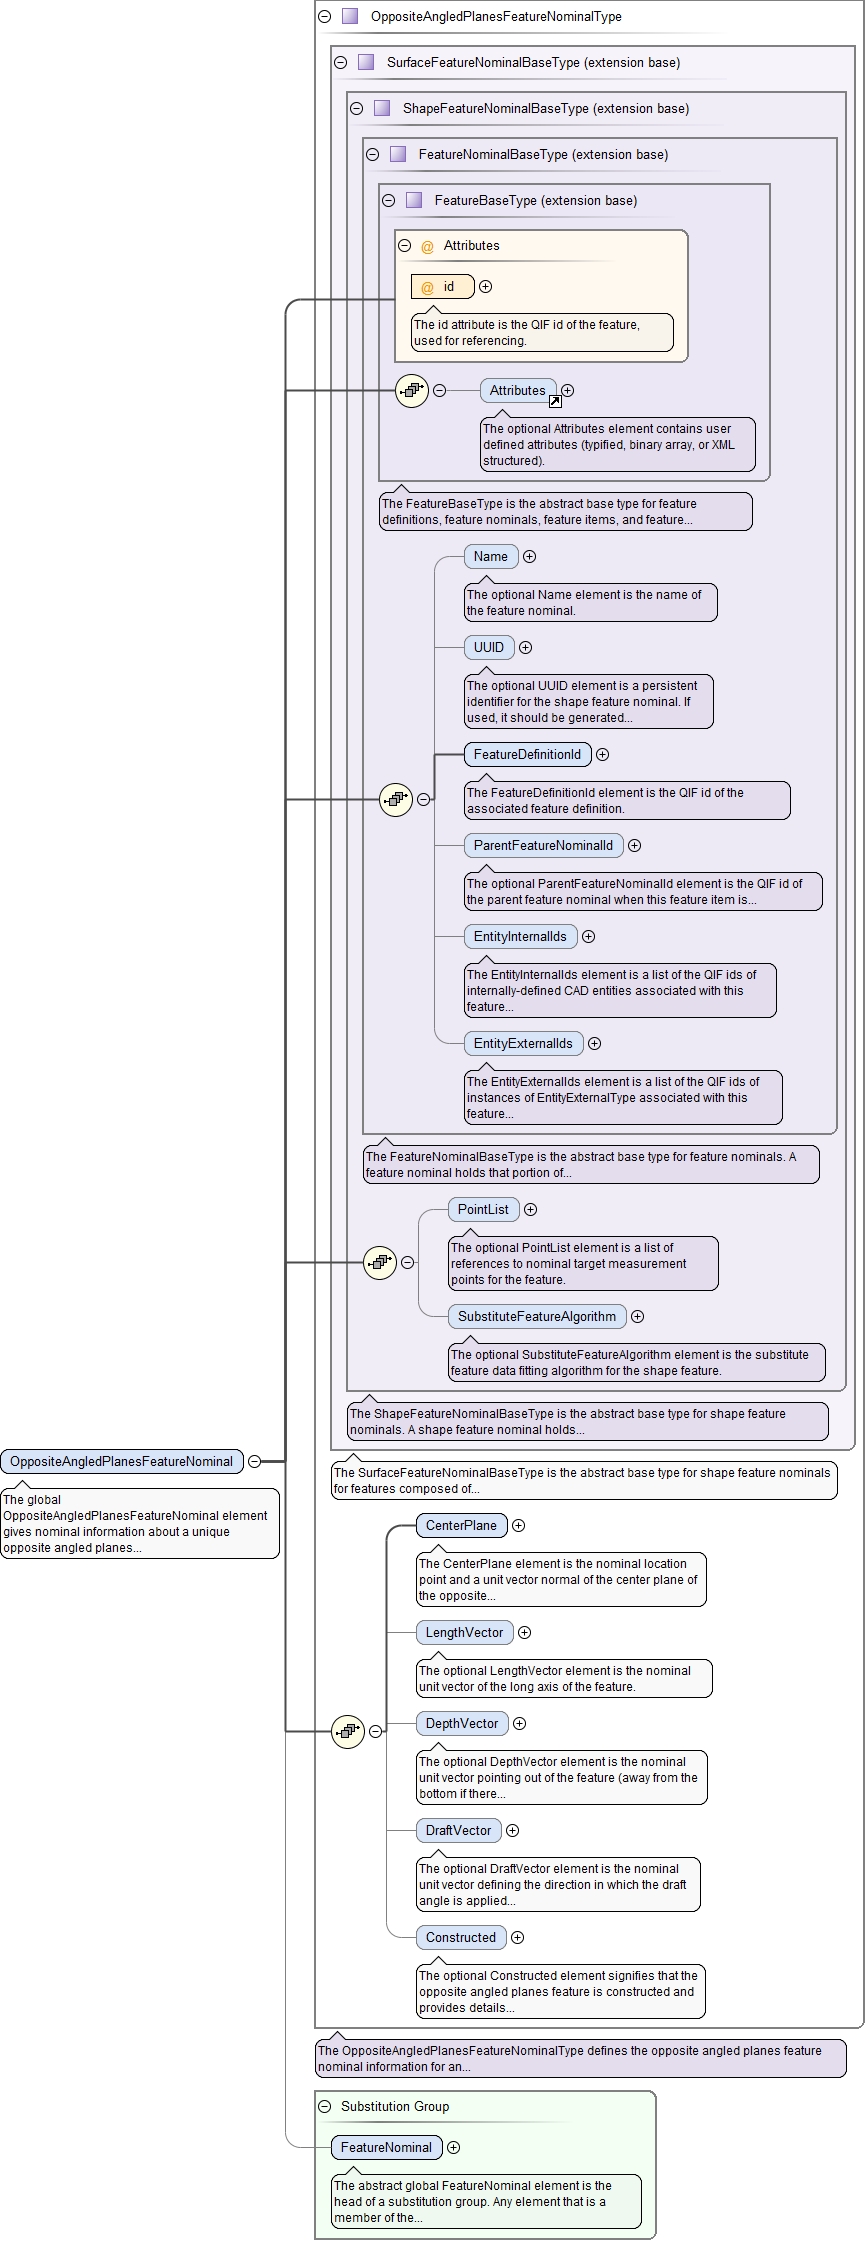 OppositeAngledPlanesFeatureNominalType
SurfaceFeatureNominalBaseType (extension base)
ShapeFeatureNominalBaseType (extension base)
FeatureNominalBaseType (extension base)
FeatureBaseType (extension base)
@ Attributes
@ id
The id attribute is the QIF id of the feature,
used for referencing.
Attributes
The optional Attributes element contains user
defined attributes (typified, binary array, or XML
structured).
The FeatureBaseType is the abstract base type for feature
definitions, feature nominals, feature items, and feature...
Name
The optional Name element is the name of
the feature nominal.
UUID
The optional UUID element is a persistent
identifier for the shape feature nominal. If
used, it should be generated...
FeatureDefinitionId
The FeatureDefinitionId element is the QIF id of the
associated feature definition.
ParentFeatureNominalId
The optional ParentFeatureNominalId element is the QIF id of
the parent feature nominal when this feature item is...
EntityInternalIds
The EntityInternalIds element is a list of the QIF ids of
internally-defined CAD entities associated with this
feature...
EntityExternalIds
The EntityExternalIds element is a list of the QIF ids of
instances of EntityExternalType associated with this
feature...
The FeatureNominalBaseType is the abstract base type for feature nominals. A
feature nominal holds that portion of...
PointList
The optional PointList element is a list of
references to nominal target measurement
points for the feature.
SubstituteFeatureAlgorithm
The optional SubstituteFeatureAlgorithm element is the substitute
feature data fitting algorithm for the shape feature.
The ShapeFeatureNominalBaseType is the abstract base type for shape feature
nominals. A shape feature nominal holds...
OppositeAngledPlanesFeatureNominal
The global
OppositeAngledPlanesFeatureNominal element
gives nominal information about a unique
opposite angled planes...
The SurfaceFeatureNominalBaseType is the abstract base type for shape feature nominals
for features composed of...
CenterPlane
The CenterPlane element is the nominal location
point and a unit vector normal of the center plane of
the opposite...
LengthVector
The optional LengthVector element is the nominal
unit vector of the long axis of the feature.
DepthVector
The optional DepthVector element is the nominal
unit vector pointing out of the feature (away from the
bottom if there...
DraftVector
The optional DraftVector element is the nominal
unit vector defining the direction in which the draft
angle is applied...
Constructed
The optional Constructed element signifies that the
opposite angled planes feature is constructed and
provides details...
The OppositeAngledPlanesFeatureNominalType defines the opposite angled planes feature
nominal information for an...
Substitution Group
FeatureNominal
The abstract global FeatureNominal element is the
head of a substitution group. Any element that is a
member of the...